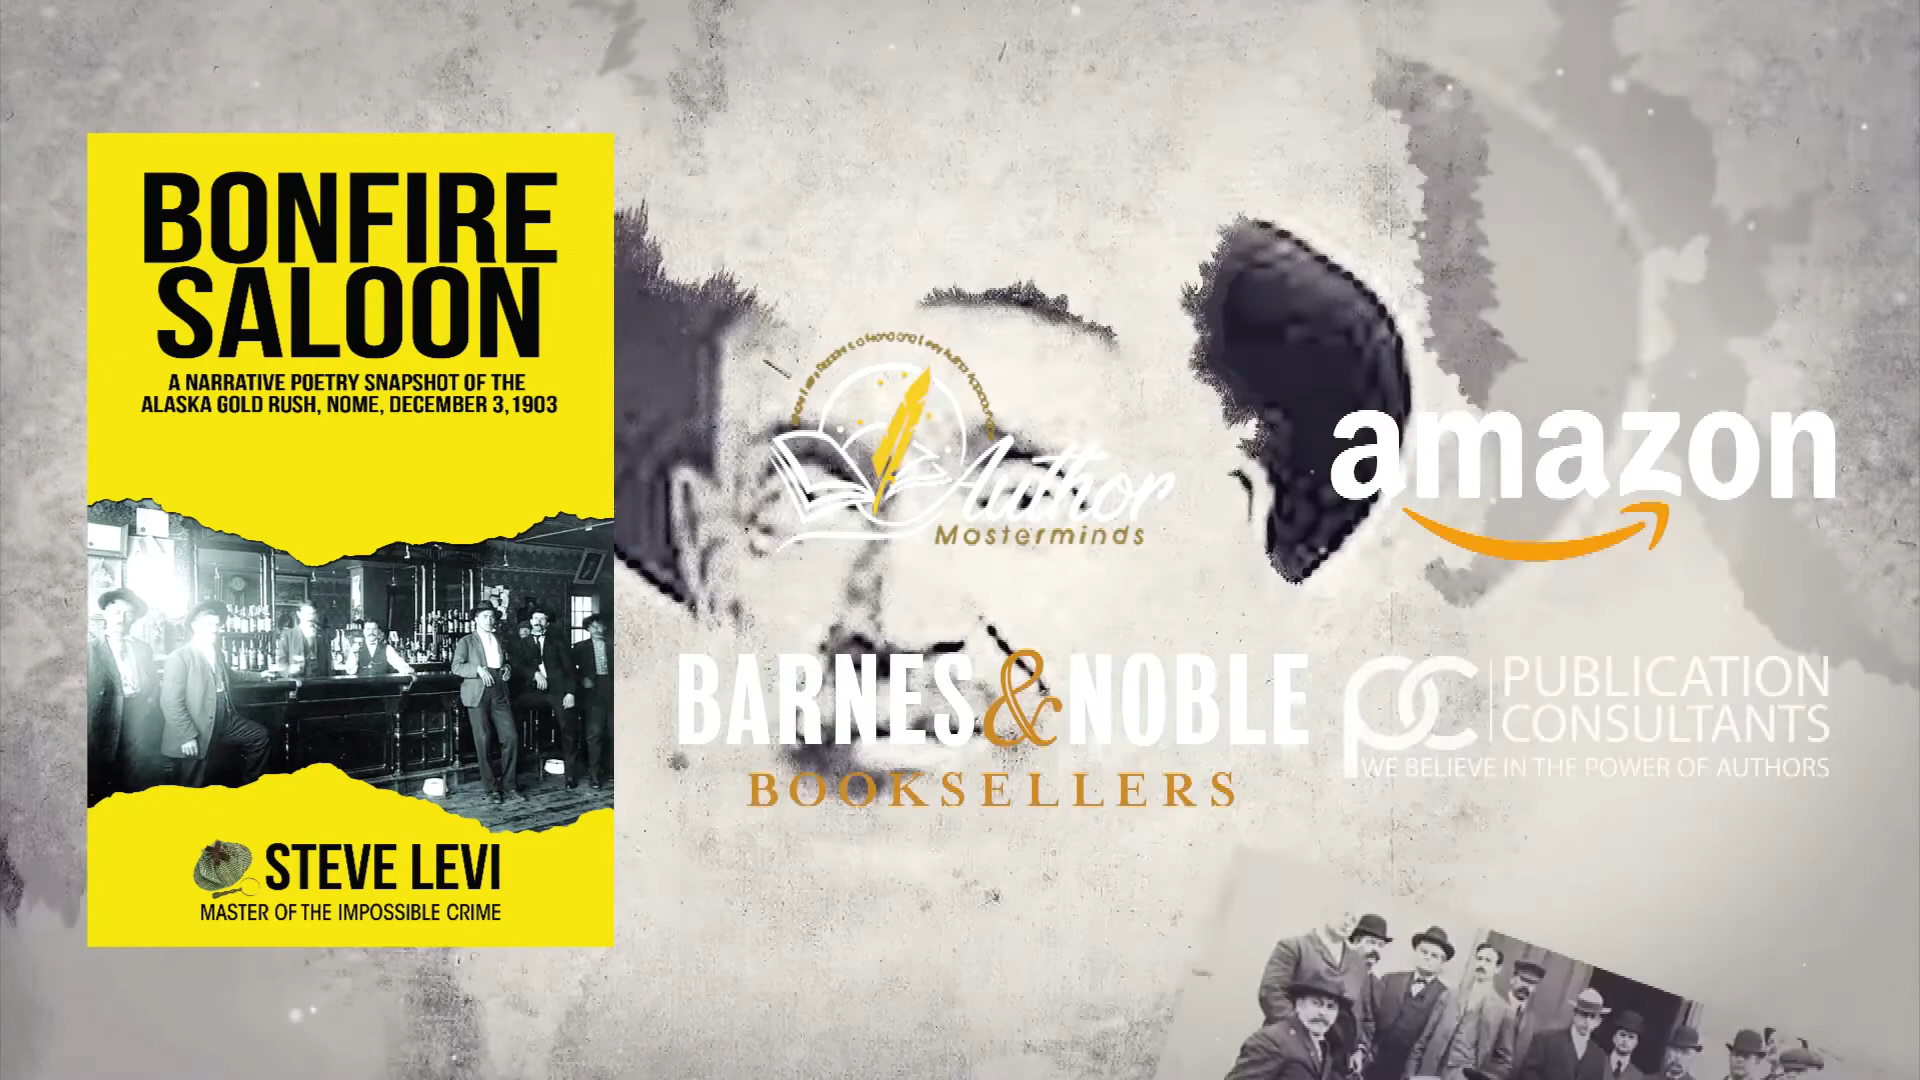 BONFIRE
SALOON
A NARRATIVE POETRY SNAPSHOT OF THE
ALASKA GOLD RUSH, NOME, DECEMBER 3, 1903
STEVE LEVI
MASTER OF THE IMPOSSIBLE CRIME
Author
Masterminds
amazon
BARNES & NOBLE
BOOKSELLERS
pc PUBLICATION
CONSULTANTS
WE BELIEVE IN THE POWER OF AUTHORS